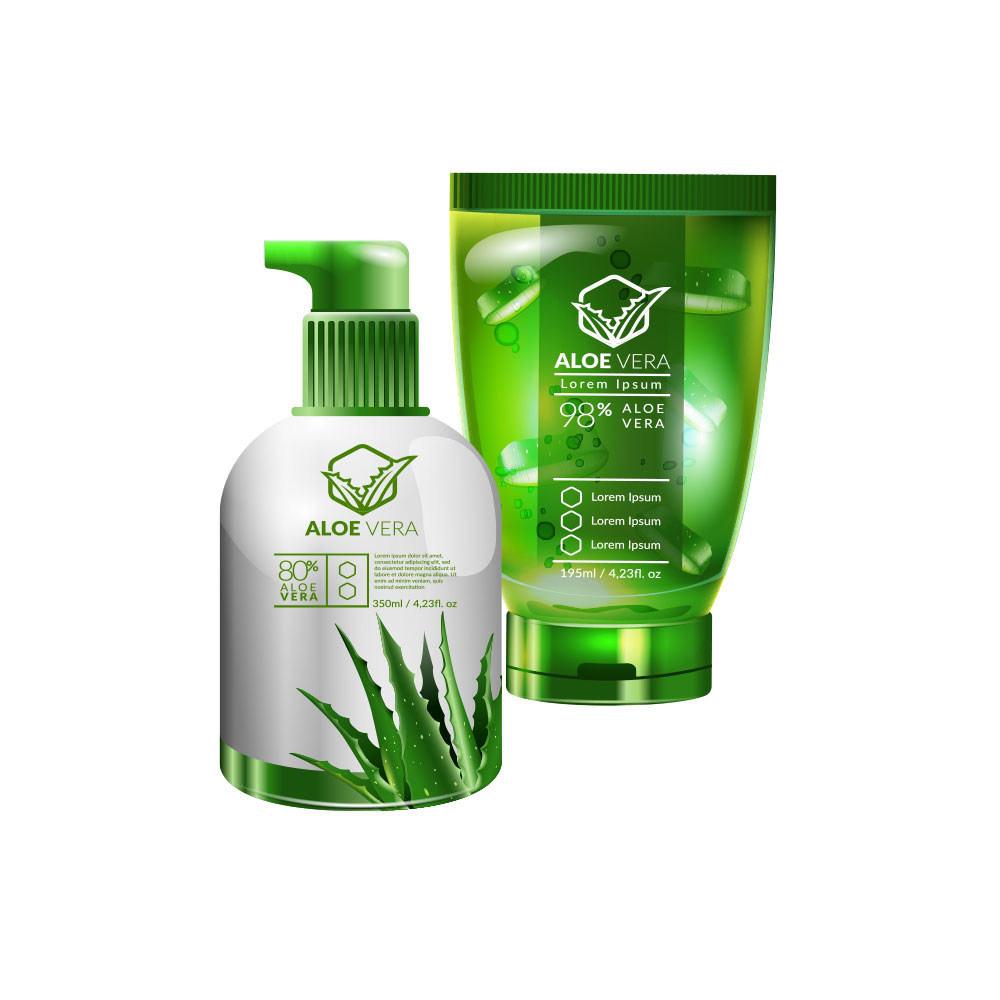 ALOE VERA
80%
ALOE
VERA
Lorem Ipsum dolor sit amet,
consectetur adipiscing elit, sed
do eiusmod tempor incididunt ut
labore et dolore magna aliqua. Ut
enim ad minim veniam, quis
nostrud exercitation
350ml / 4,23fl. oz
ALOE VERA
Lorem Ipsum
98% ALOE
VERA
Lorem Ipsum
Lorem Ipsum
Lorem Ipsum
195ml / 4,23fl. oz